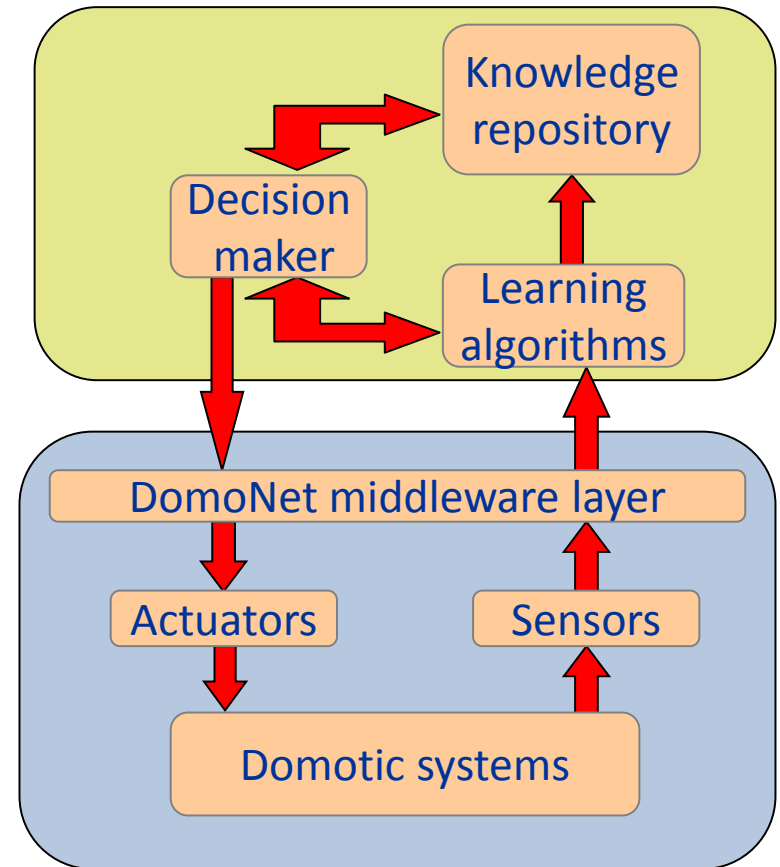 Knowledge
repository
Decision
maker
Learning
algorithms
DomoNet middleware layer
Actuators
Sensors
Domotic systems